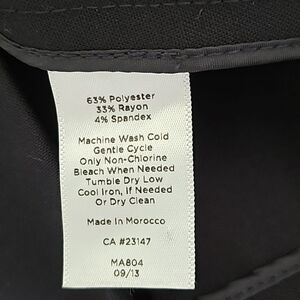 63% Polyester
33% Rayon
4% Spandex
Machine Wash Cold
Gentle Cycle
Only Non-Chlorine
Bleach When Needed
Tumble Dry Low
Cool Iron, if Needed
Or Dry Clean
Made in Morocco
CA #23147
MA804
09/13